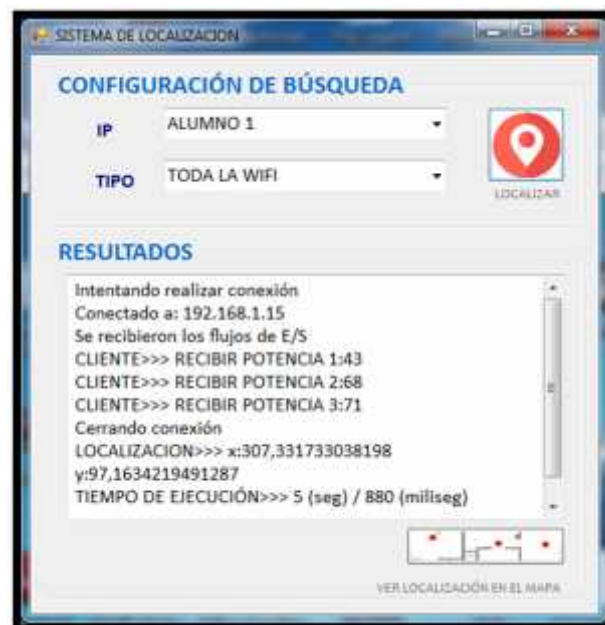 SISTEMA DE LOCALIZACION
CONFIGURACIÓN DE BÚSQUEDA
IP
ALUMNO 1
TIPO
TODA LA WIFI
LOCALIZAR
RESULTADOS
Intentando realizar conexión
Conectado a: 192.168.1.15
Se recibieron los flujos de E/S
CLIENTE>>> RECIBIR POTENCIA 1:43
CLIENTE>>> RECIBIR POTENCIA 2:68
CLIENTE>>> RECIBIR POTENCIA 3:71
Cerrando conexión
LOCALIZACION>>> x:307,331733038198
y:97,1634219491287
TIEMPO DE EJECUCIÓN>>> 5 (seg) / 880 (miliseg)
VER LOCALIZACIÓN EN EL MAPA